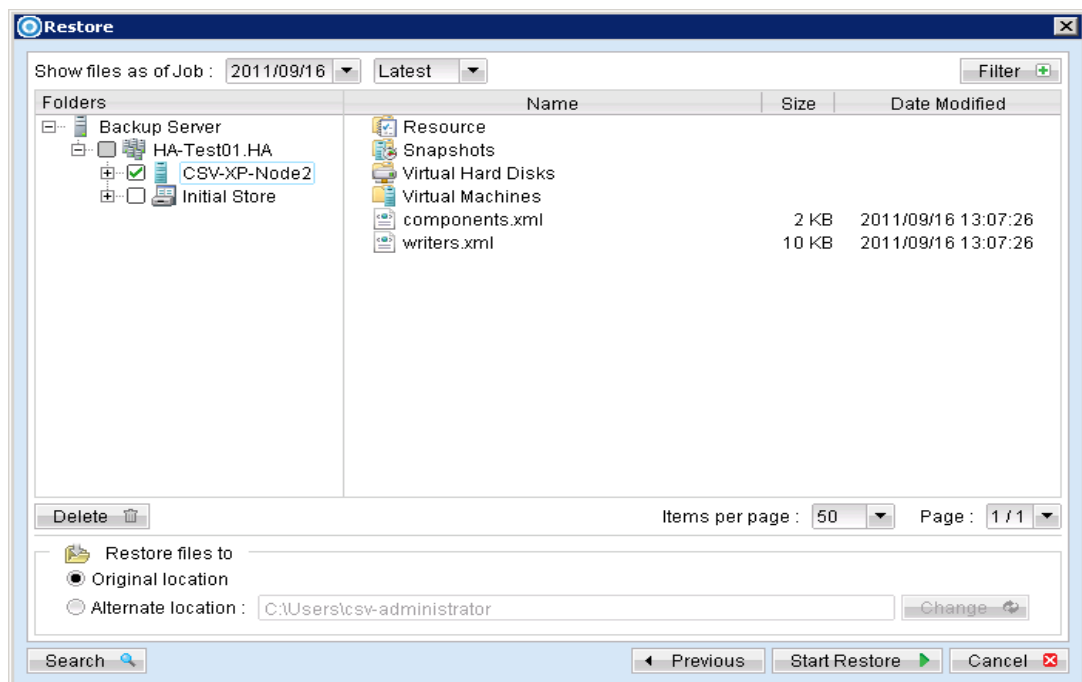 Restore
Show files as of Job : 2011/09/16 Latest Filter
Folders Name Size Date Modified
Backup Server Resource
HA-Test01.HA Snapshots
CSV-XP-Node2 Virtual Hard Disks
Initial Store Virtual Machines
components.xml 2 KB 2011/09/16 13:07:26
writers.xml 10 KB 2011/09/16 13:07:26
Delete Items per page : 50 Page : 1 / 1
Restore files to
Original location
Alternate location : C:\Users\csv-administrator Change
Search Previous Start Restore Cancel